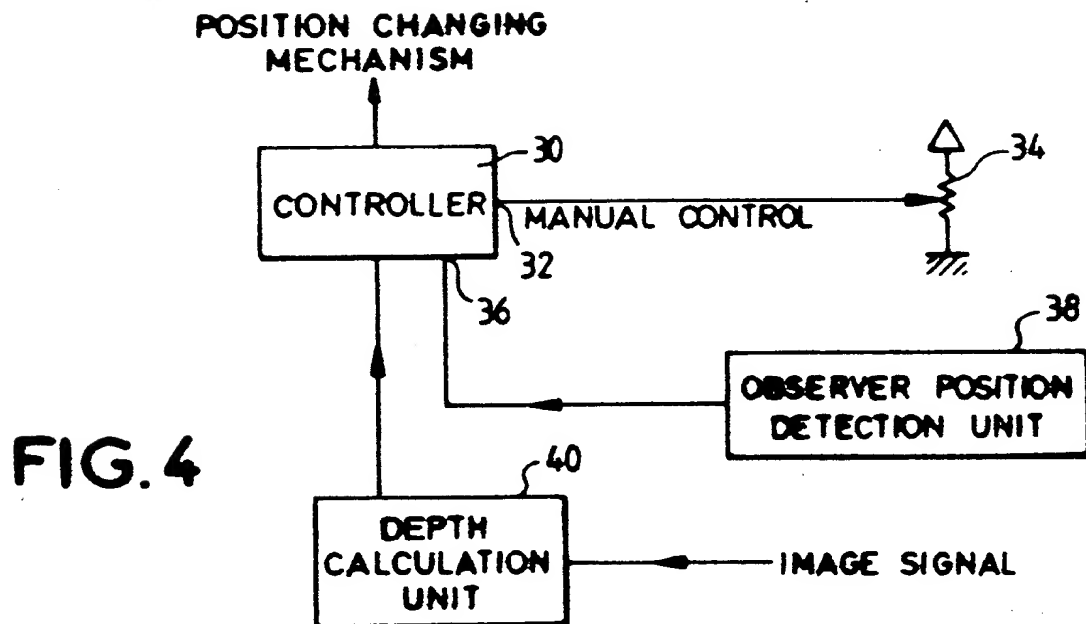 POSITION CHANGING
MECHANISM
30
CONTROLLER
32
MANUAL CONTROL
34
36
38
OBSERVER POSITION
DETECTION UNIT
FIG. 4
40
DEPTH
CALCULATION
UNIT
IMAGE SIGNAL